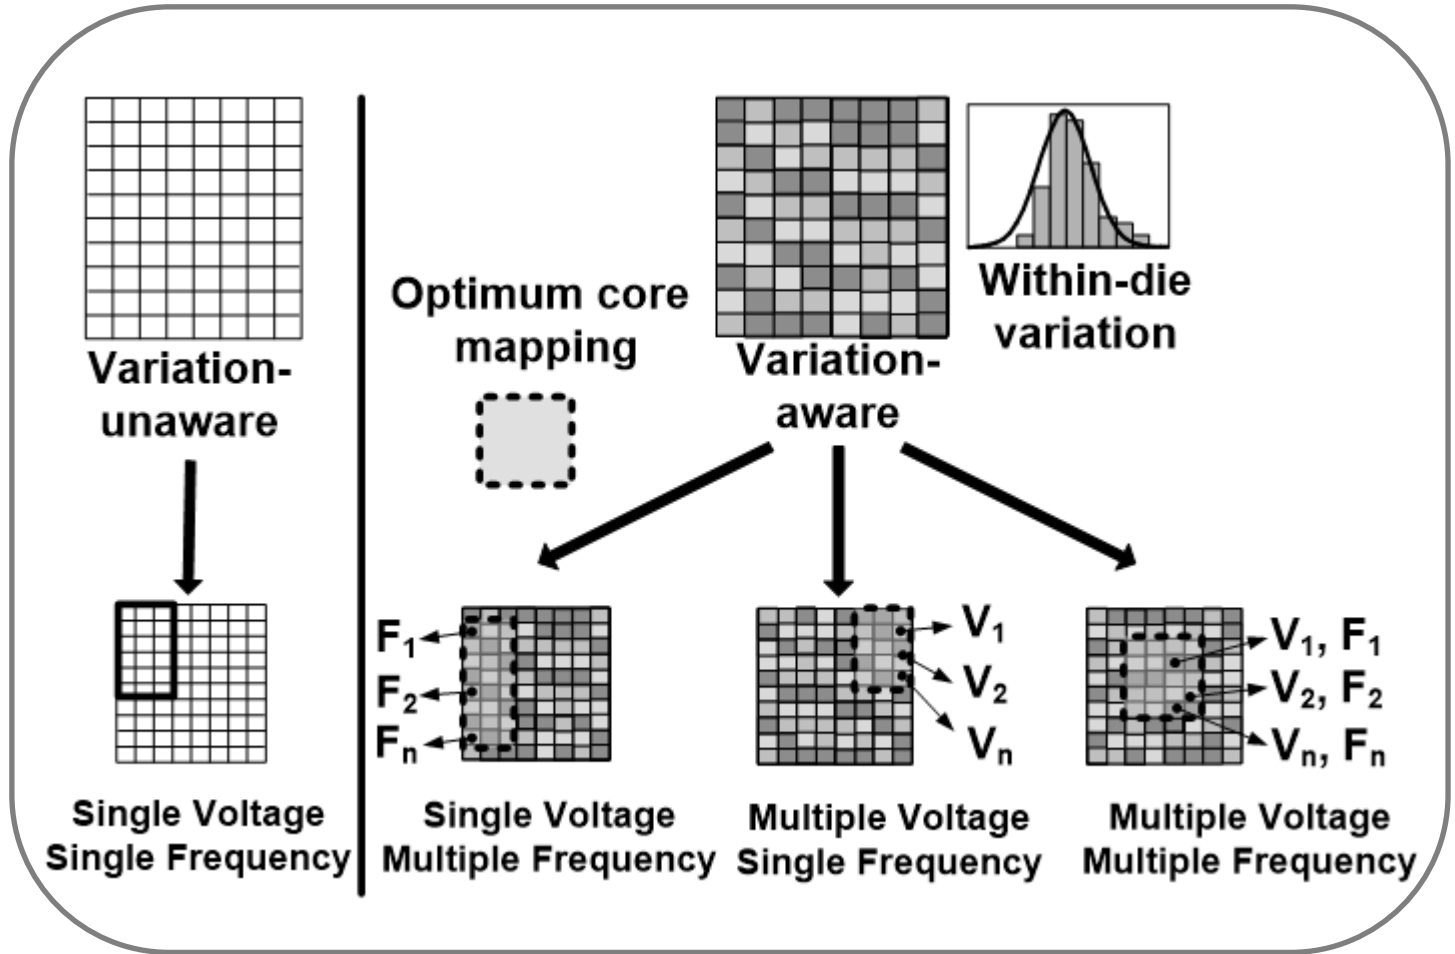 Variation-
unaware
Single Voltage
Single Frequency
Optimum core
mapping
Variation-
aware
Within-die
variation
F1
F2
Fn
Single Voltage
Multiple Frequency
V1
V2
Vn
Multiple Voltage
Single Frequency
V1, F1
V2, F2
Vn, Fn
Multiple Voltage
Multiple Frequency